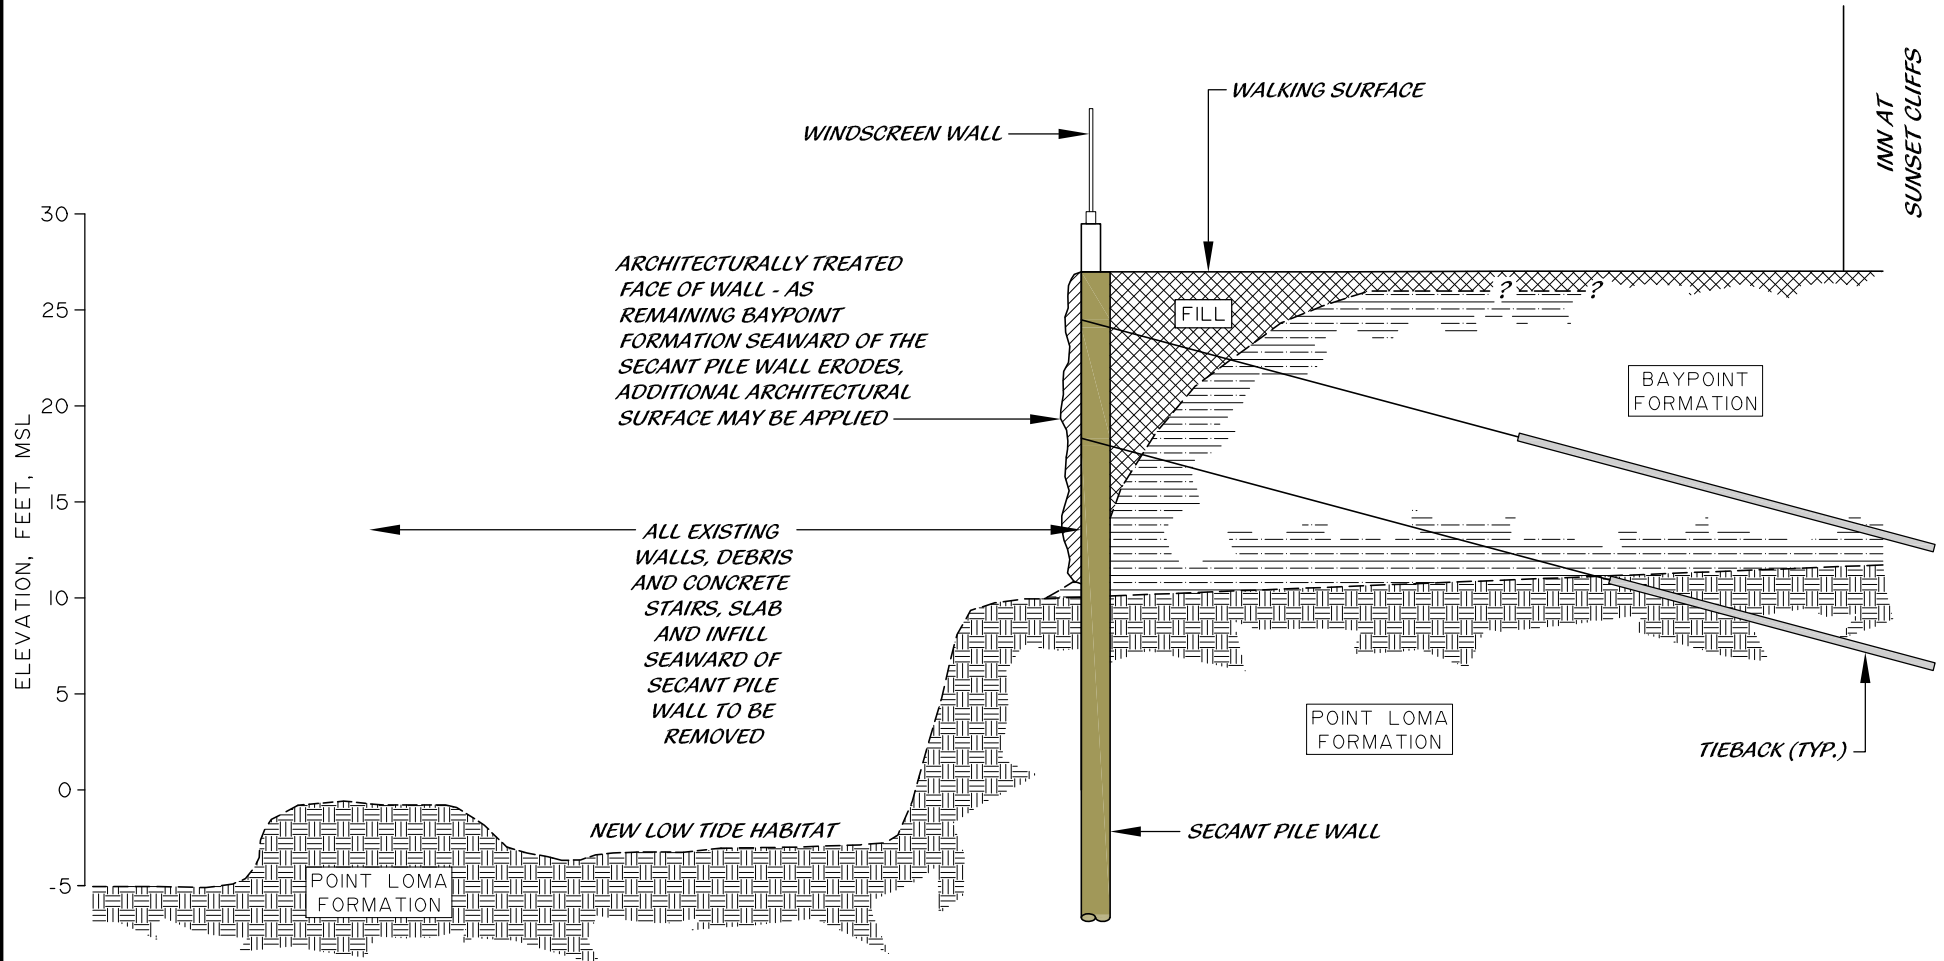 INN AT
SUNSET CLIFFS
WALKING SURFACE
WINDSCREEN WALL
30
25
20
15
10
5
0
-5
ELEVATION, FEET, MSL
ARCHITECTURALLY TREATED
FACE OF WALL - AS
REMAINING BAYPOINT
FORMATION SEAWARD OF THE
SECANT PILE WALL ERODES,
ADDITIONAL ARCHITECTURAL
SURFACE MAY BE APPLIED
FILL
?
?
BAYPOINT
FORMATION
ALL EXISTING
WALLS, DEBRIS
AND CONCRETE
STAIRS, SLAB
AND INFILL
SEAWARD OF
SECANT PILE
WALL TO BE
REMOVED
POINT LOMA
FORMATION
TIEBACK (TYP.)
NEW LOW TIDE HABITAT
SECANT PILE WALL
POINT LOMA
FORMATION